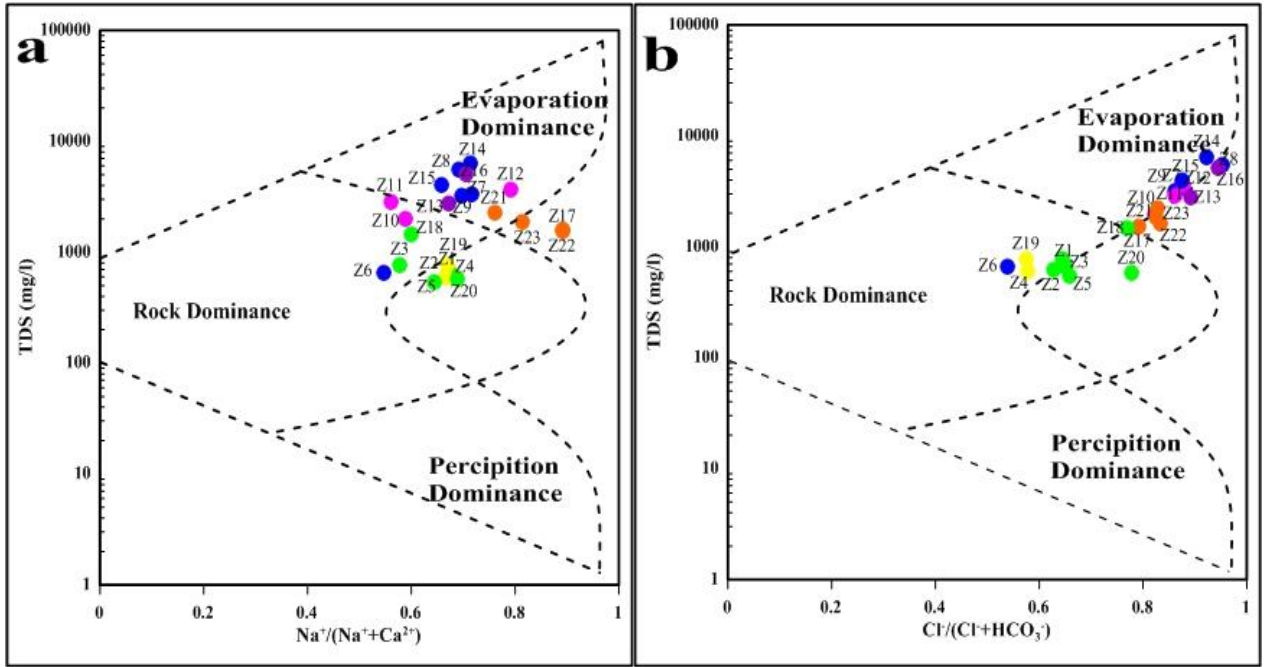 a
100000
10000
1000
100
10
1
TDS (mg/l)
Evaporation
Dominance
Rock Dominance
Percipition
Dominance
Z14
Z8
Z16
Z15
Z7
Z12
Z11
Z13
Z9
Z21
Z10
Z18
Z17
Z23
Z22
Z3
Z19
Z2
Z4
Z6
Z5
Z20
0
0.2
0.4
0.6
0.8
1
Na⁺/(Na⁺+Ca²⁺)
b
100000
10000
1000
100
10
1
TDS (mg/l)
Evaporation
Dominance
Rock Dominance
Percipition
Dominance
Z14
Z8
Z15
Z16
Z9
Z12
Z13
Z10
Z21
Z23
Z18
Z17
Z22
Z19
Z1
Z3
Z20
Z6
Z4
Z2
Z5
0
0.2
0.4
0.6
0.8
1
Cl⁻/(Cl⁻+HCO₃⁻)